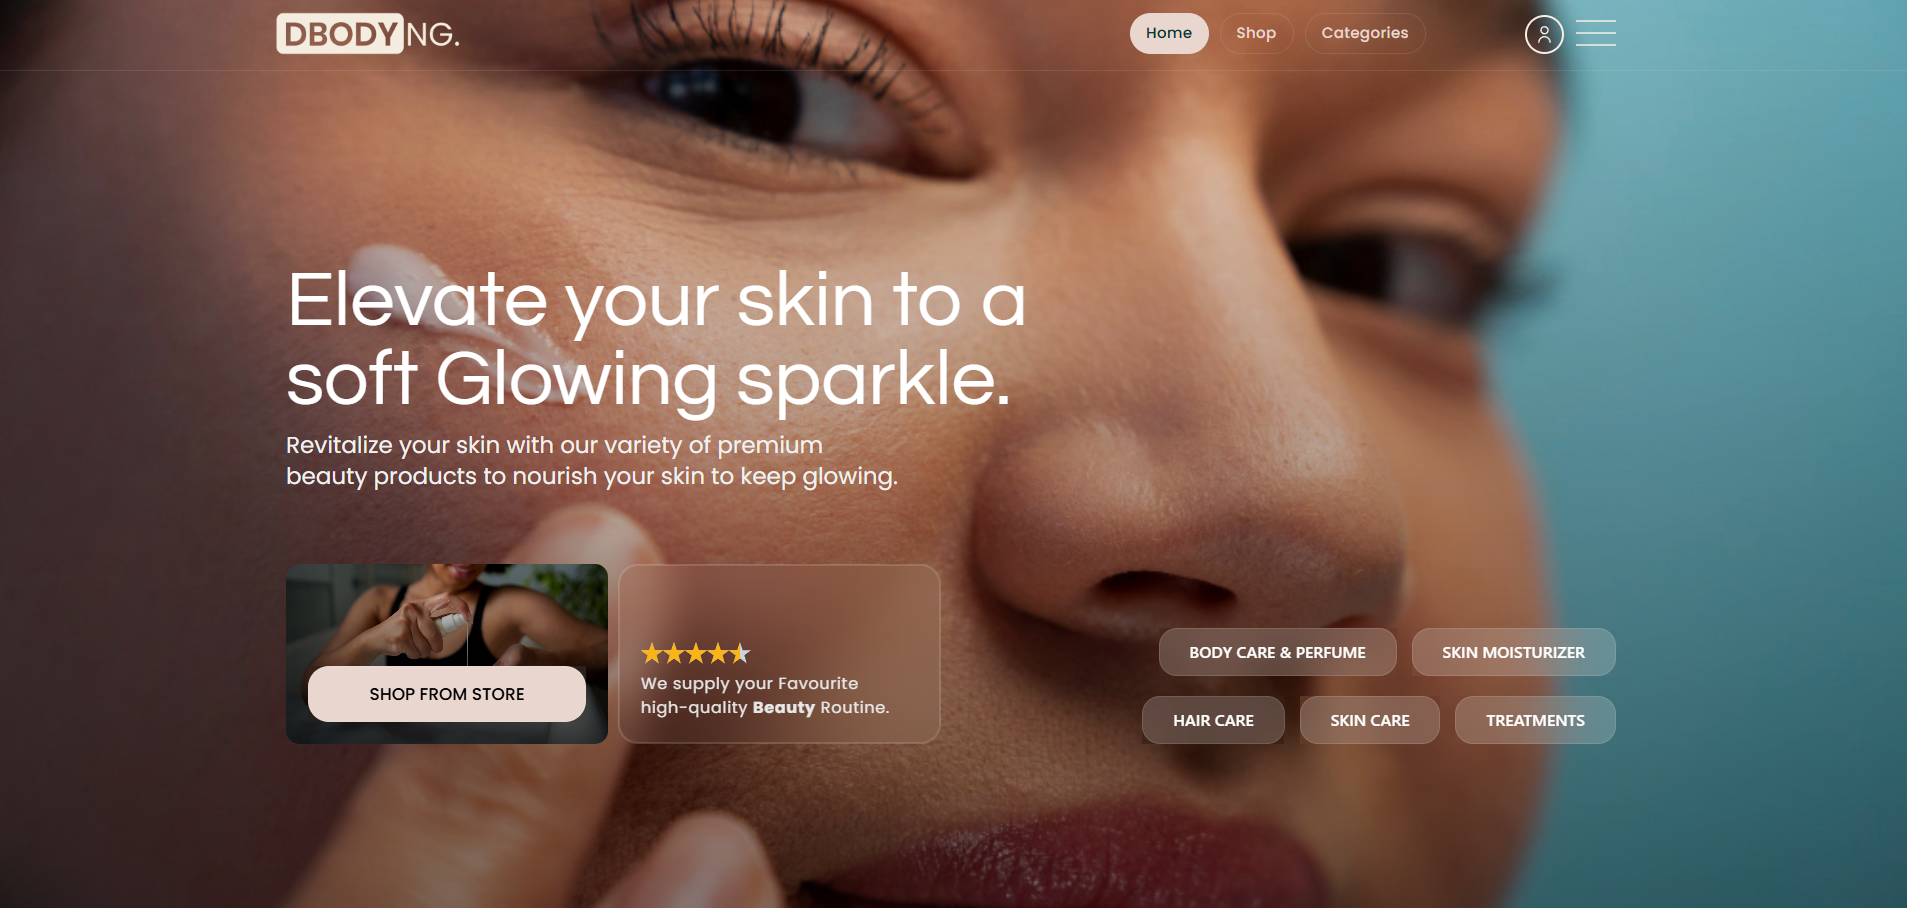 DBODYNG.
Home
Shop
Categories
Elevate your skin to a
soft Glowing sparkle.
Revitalize your skin with our variety of premium
beauty products to nourish your skin to keep glowing.
SHOP FROM STORE
We supply your Favourite
high-quality Beauty Routine.
BODY CARE & PERFUME
SKIN MOISTURIZER
HAIR CARE
SKIN CARE
TREATMENTS